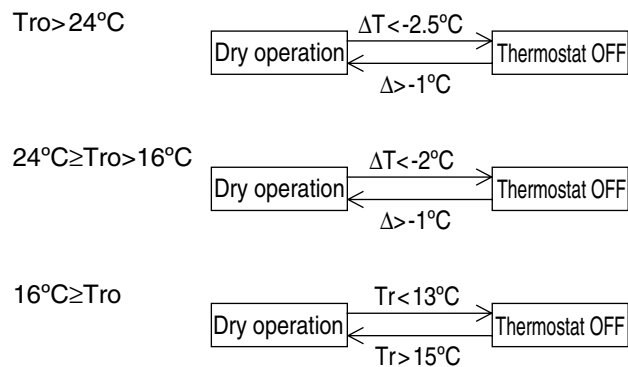 Tro>24ºC
ΔT<-2.5ºC
Dry operation
Thermostat OFF
Δ>-1ºC
24ºC≥Tro>16ºC
ΔT<-2ºC
Dry operation
Thermostat OFF
Δ>-1ºC
16ºC≥Tro
Tr<13ºC
Dry operation
Thermostat OFF
Tr>15ºC